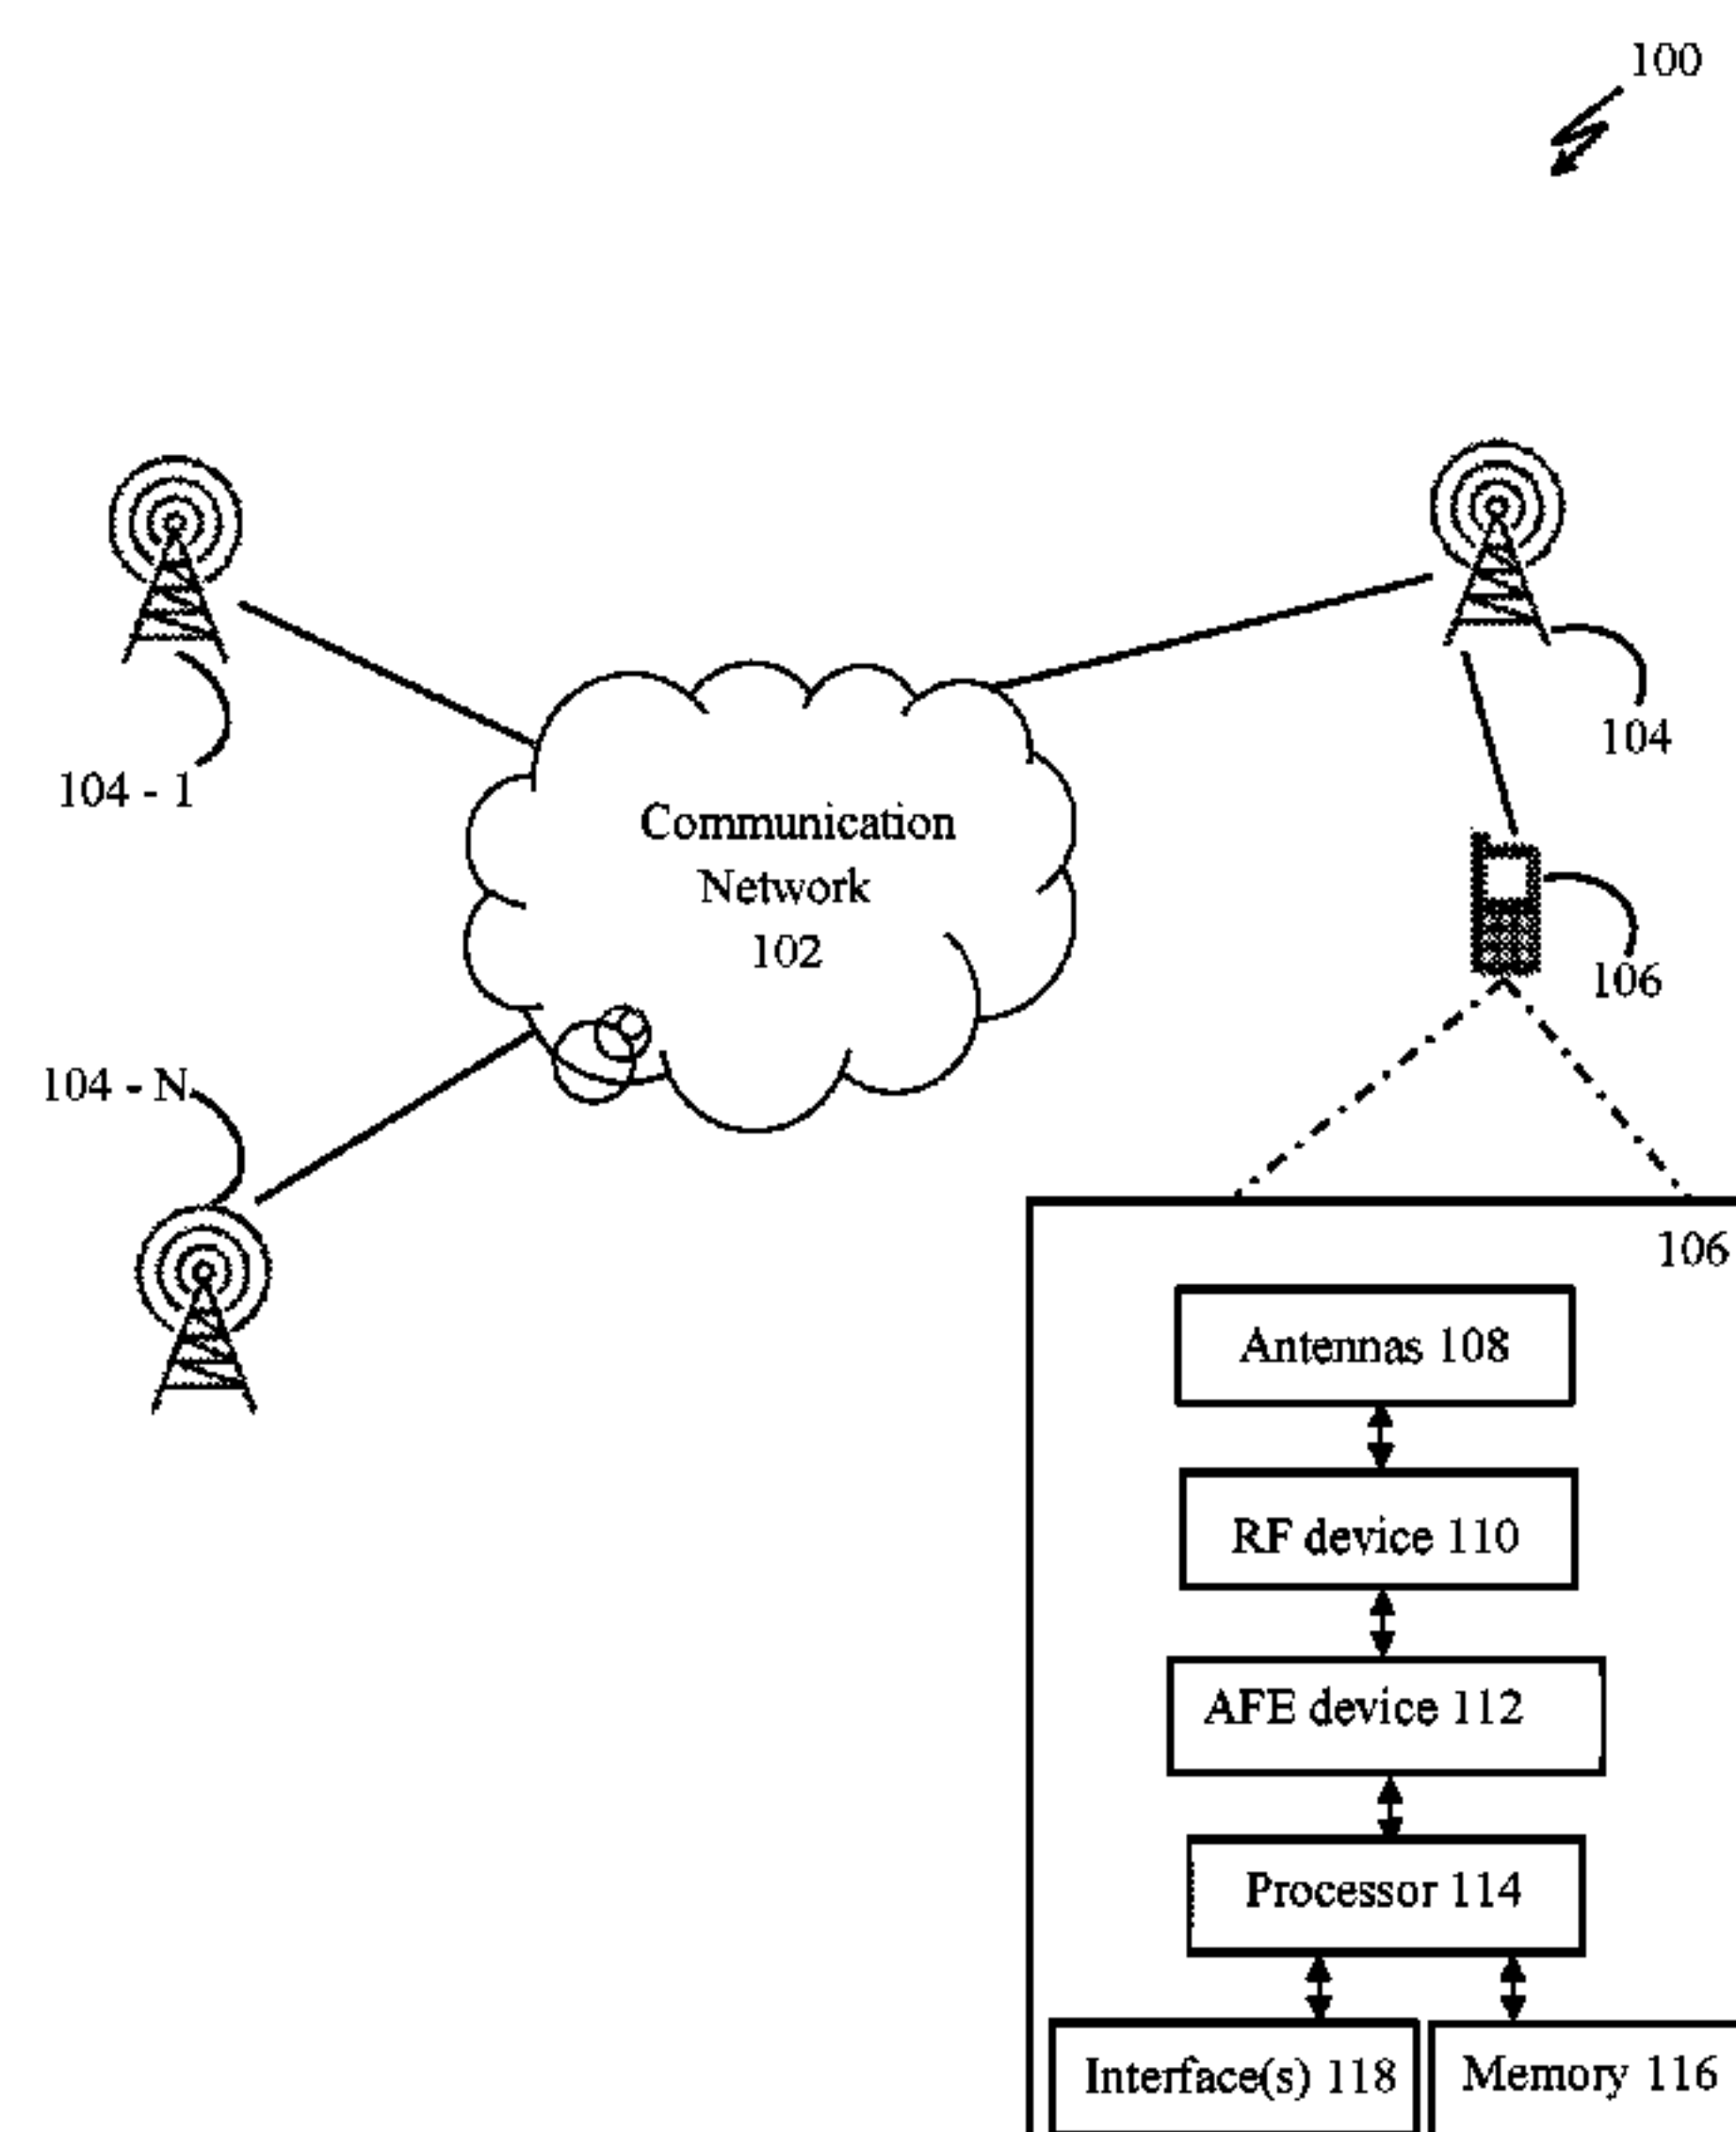 100
104
104 - 1
Communication
Network
102
106
104 - N
106
Antennas 108
RF device 110
AFE device 112
Processor 114
Interface(s) 118
Memory 116